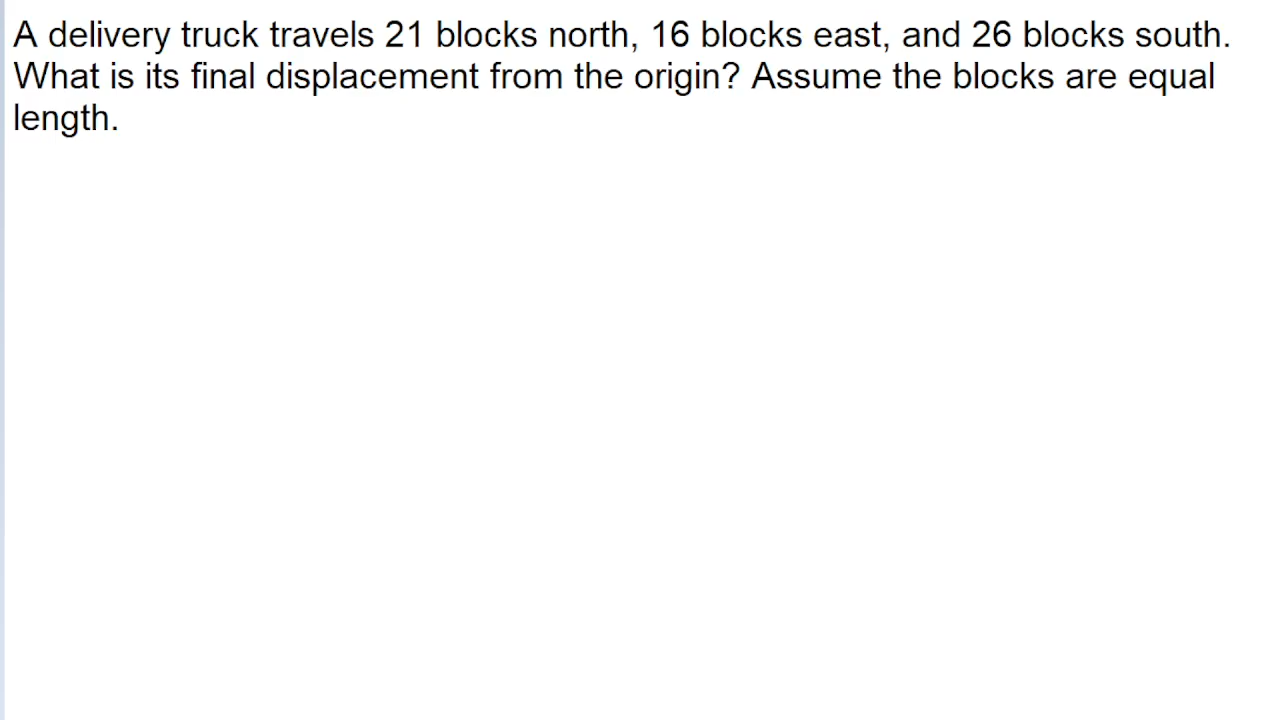 A delivery truck travels 21 blocks north, 16 blocks east, and 26 blocks south.
What is its final displacement from the origin? Assume the blocks are equal
length.